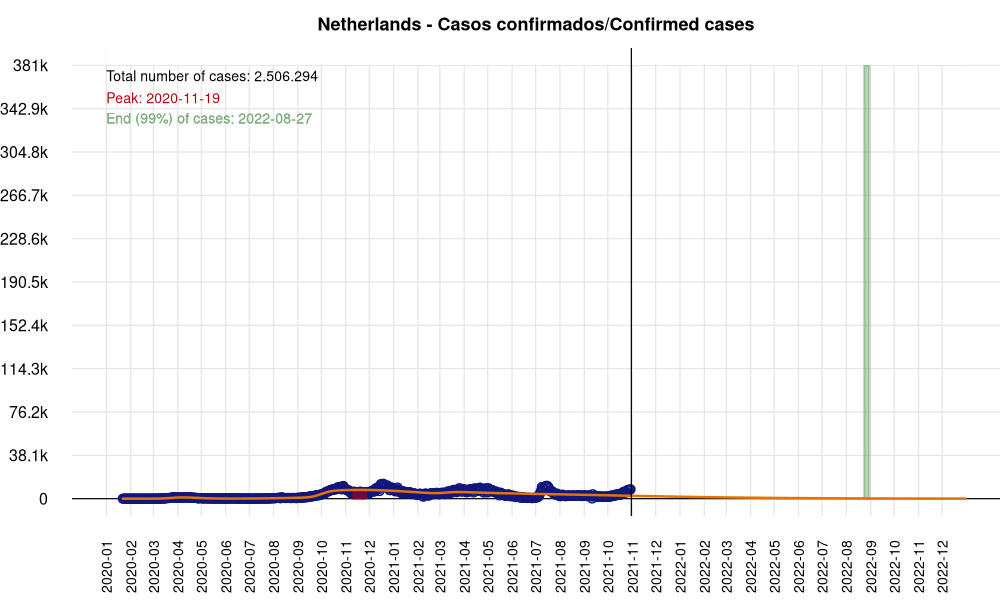 Netherlands - Casos confirmados/Confirmed cases
Total number of cases: 2.506.294
Peak: 2020-11-19
End (99%) of cases: 2022-08-27
381k
342.9k
304.8k
266.7k
228.6k
190.5k
152.4k
114.3k
76.2k
38.1k
0
2020-01
2020-02
2020-03
2020-04
2020-05
2020-06
2020-07
2020-08
2020-09
2020-10
2020-11
2020-12
2021-01
2021-02
2021-03
2021-04
2021-05
2021-06
2021-07
2021-08
2021-09
2021-10
2021-11
2021-12
2022-01
2022-02
2022-03
2022-04
2022-05
2022-06
2022-07
2022-08
2022-09
2022-10
2022-11
2022-12